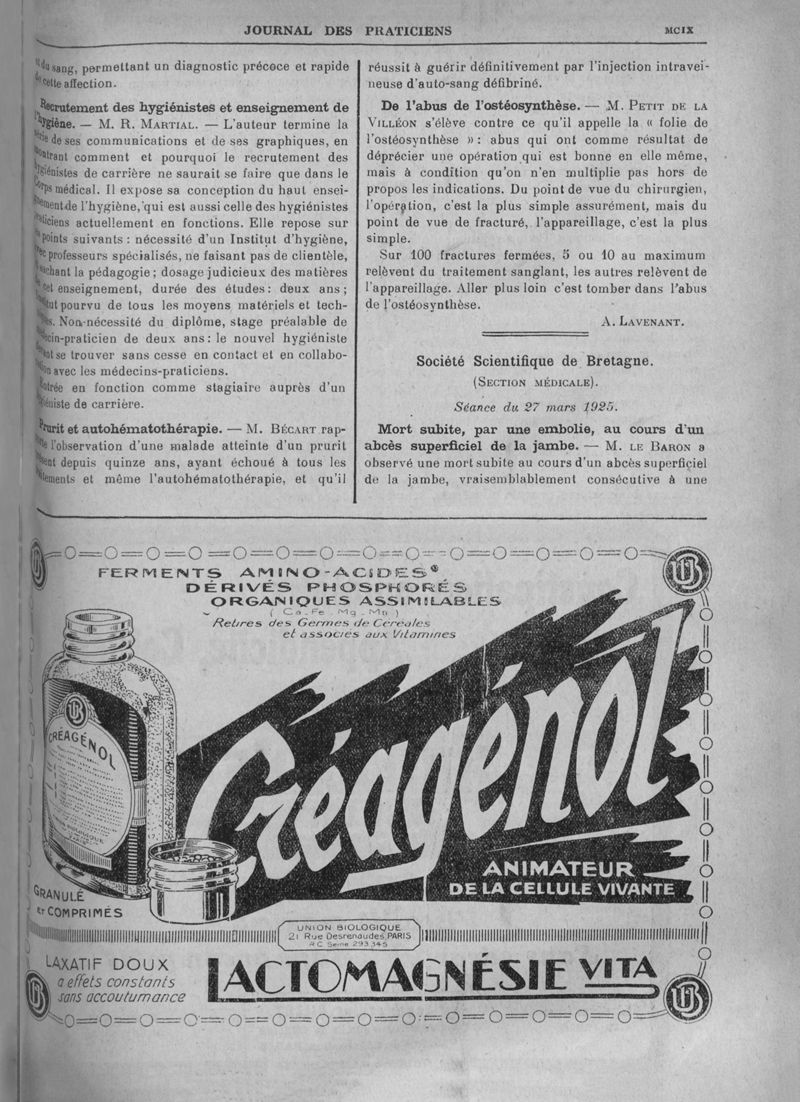 JOURNAL DES PRATICIENS MCIX
du sang, permettant un diagnostic précoce et rapide
de cette affection.
Recrutement des hygiénistes et enseignement de
l'hygiène. — M. R. MARTIAL. — L'auteur termine la
série de ses communications et de ses graphiques, en
montrant comment et pourquoi le recrutement des
hygiénistes de carrière ne saurait se faire que dans le
corps médical. Il expose sa conception du haut ensei-
gnement de l'hygiène, qui est aussi celle des hygiénistes
praticiens actuellement en fonctions. Elle repose sur
points suivants : nécessité d'un Institut d'hygiène,
avec professeurs spécialisés, ne faisant pas de clientèle,
sachant la pédagogie ; dosage judicieux des matières
cet enseignement, durée des études : deux ans ;
pourvu de tous les moyens matériels et tech-
Non-nécessité du diplôme, stage préalable de
médecin-praticien de deux ans : le nouvel hygiéniste
se trouver sans cesse en contact et en collabo-
avec les médecins-praticiens.
Entrée en fonction comme stagiaire auprès d'un
hygiéniste de carrière.
Prurit et autohématothérapie. — M. BÉCART rap-
l'observation d'une malade atteinte d'un prurit
depuis quinze ans, ayant échoué à tous les
et même l'autohématothérapie, et qu'il
réussit à guérir définitivement par l'injection intravei-
neuse d'auto-sang défibriné.
De l'abus de l'ostéosynthèse. — M. PETIT DE LA
VILLÉON s'élève contre ce qu'il appelle la « folie de
l'ostéosynthèse » : abus qui ont comme résultat de
déprécier une opération qui est bonne en elle même,
mais à condition qu'on n'en multiplie pas hors de
propos les indications. Du point de vue du chirurgien,
l'opération, c'est la plus simple assurément, mais du
point de vue de fracturé, l'appareillage, c'est la plus
simple.
Sur 100 fractures fermées, 5 ou 10 au maximum
relèvent du traitement sanglant, les autres relèvent de
l'appareillage. Aller plus loin c'est tomber dans l'abus
de l'ostéosynthèse.
A. LAVENANT.
Société Scientifique de Bretagne.
(SECTION MÉDICALE).
Séance du 27 mars 1925.
Mort subite, par une embolie, au cours d'un
abcès superficiel de la jambe. — M. LE BARON a
observé une mort subite au cours d'un abcès superficiel
de la jambe, vraisemblablement consécutive à une
FERMENTS AMINO-ACIDES
DÉRIVÉS PHOSPHORÉS
ORGANIQUES ASSIMILABLES
( Ca - Fe - Mg - Mn )
Retirés des Germes de Céréales
et associés aux Vitamines
UB
CRÉAGÉNOL
Créagénol
ANIMATEUR
DE LA CELLULE VIVANTE
GRANULÉ
ET COMPRIMÉS
UNION BIOLOGIQUE
21 Rue Desrenaudes, PARIS
R C Seine 293 345
LAXATIF DOUX
a effets constants
sans accoutumance
LACTOMAGNÉSIE VITA